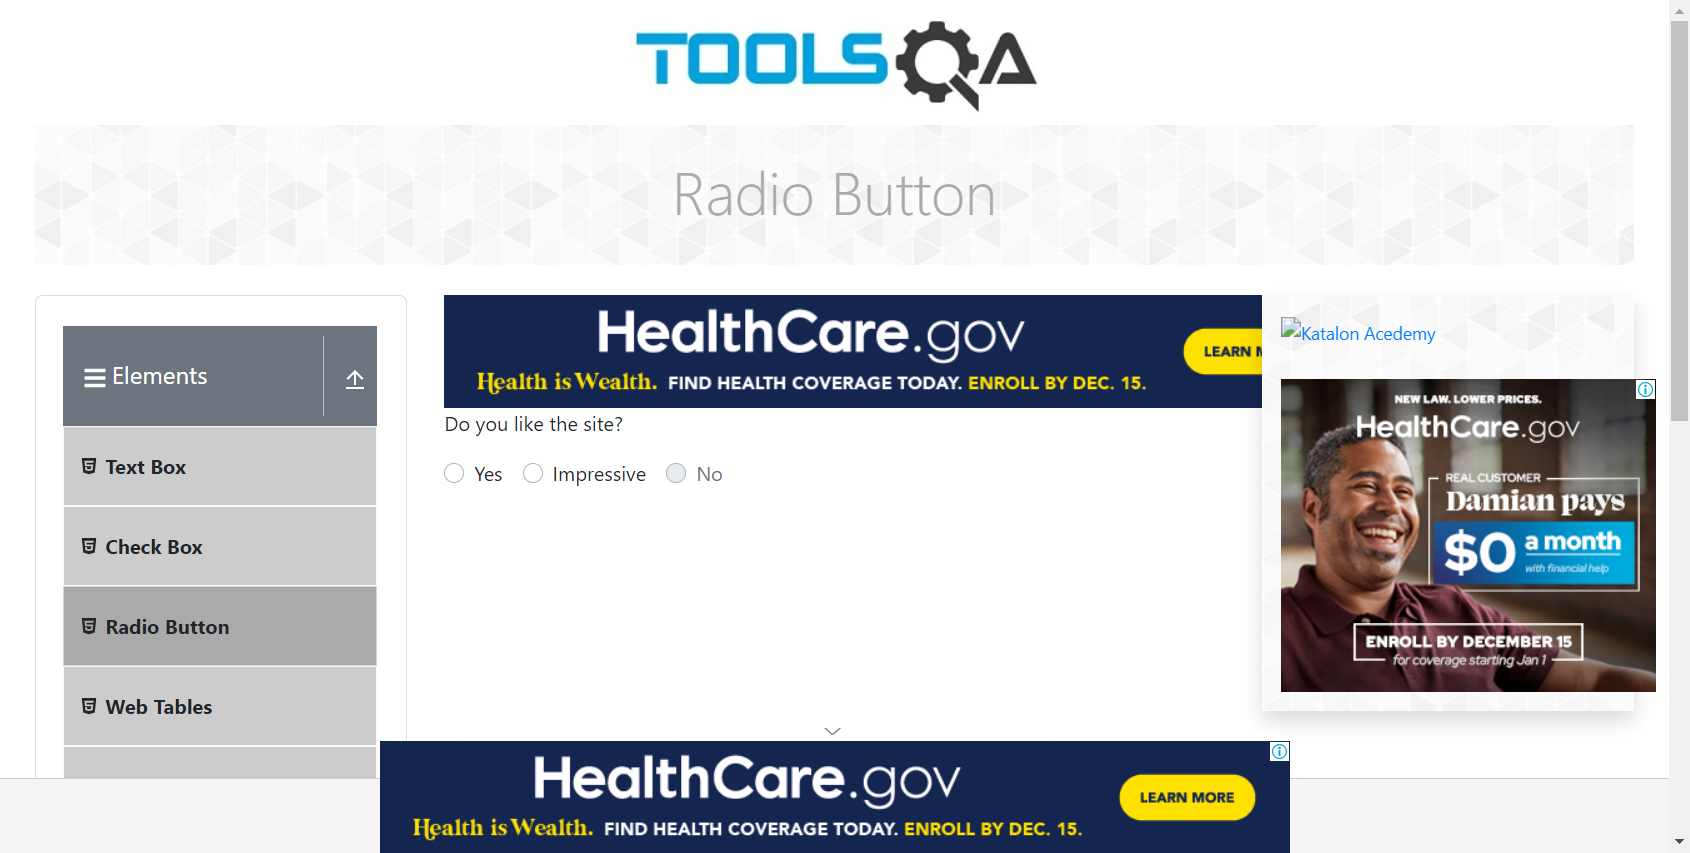 TOOLSQA
Radio Button
Elements
Text Box
Check Box
Radio Button
Web Tables
HealthCare.gov
Health is Wealth. FIND HEALTH COVERAGE TODAY. ENROLL BY DEC. 15.
LEARN M
Do you like the site?
Yes
Impressive
No
Katalon Acedemy
NEW LAW. LOWER PRICES.
HealthCare.gov
REAL CUSTOMER
Damian pays
$0 a month
with financial help
ENROLL BY DECEMBER 15
for coverage starting Jan 1
HealthCare.gov
Health is Wealth. FIND HEALTH COVERAGE TODAY. ENROLL BY DEC. 15.
LEARN MORE